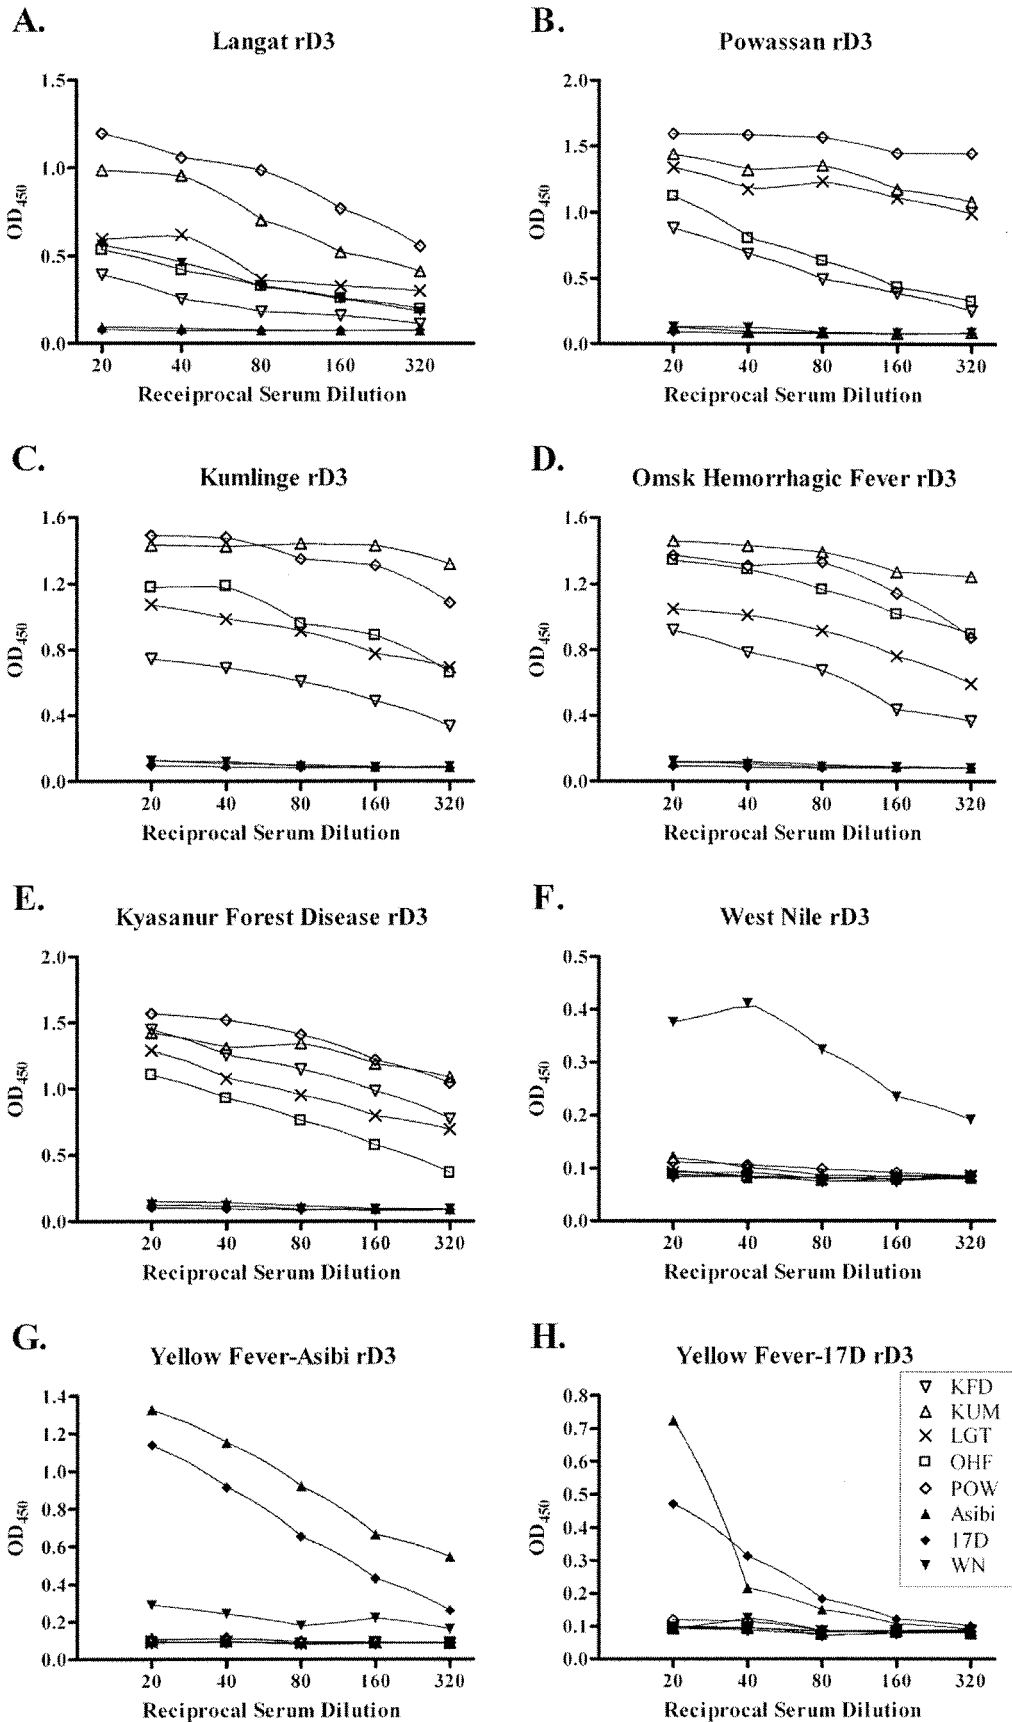 A.
Langat rD3
1.5
1.0
0.5
0.0
OD450
20 40 80 160 320
Receiprocal Serum Dilution
B.
Powassan rD3
2.0
1.5
1.0
0.5
0.0
OD450
20 40 80 160 320
Reciprocal Serum Dilution
C.
Kumlinge rD3
1.6
1.2
0.8
0.4
0.0
OD450
20 40 80 160 320
Reciprocal Serum Dilution
D.
Omsk Hemorrhagic Fever rD3
1.6
1.2
0.8
0.4
0.0
OD450
20 40 80 160 320
Reciprocal Serum Dilution
E.
Kyasanur Forest Disease rD3
2.0
1.5
1.0
0.5
0.0
OD450
20 40 80 160 320
Reciprocal Serum Dilution
F.
West Nile rD3
0.5
0.4
0.3
0.2
0.1
0.0
OD450
20 40 80 160 320
Reciprocal Serum Dilution
G.
Yellow Fever-Asibi rD3
1.4
1.2
1.0
0.8
0.6
0.4
0.2
0.0
OD450
20 40 80 160 320
Reciprocal Serum Dilution
H.
Yellow Fever-17D rD3
0.8
0.7
0.6
0.5
0.4
0.3
0.2
0.1
0.0
OD450
20 40 80 160 320
Reciprocal Serum Dilution
KFD
KUM
LGT
OHF
POW
Asibi
17D
WN